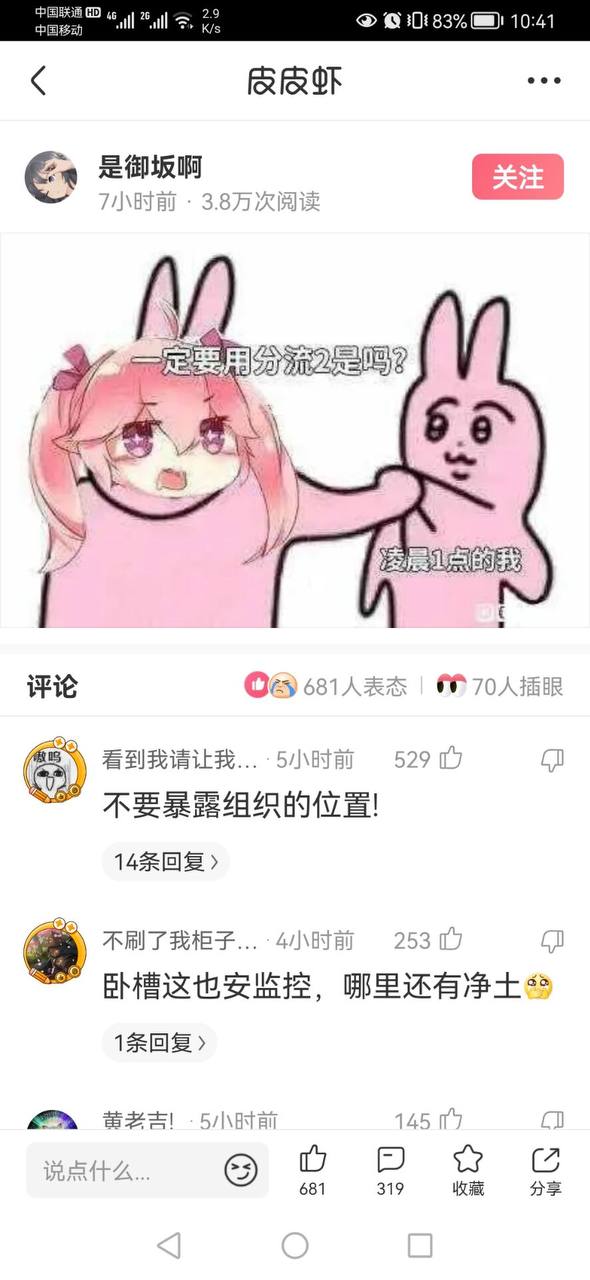 中国联通 HD 4G 2G 2.9 K/s 83% 10:41
中国移动
皮皮虾
是御坂啊
关注
7小时前 · 3.8万次阅读
一定要用分流2是吗?
凌晨1点的我
评论
681人表态
70人插眼
嗷呜
看到我请让我... · 5小时前 529
不要暴露组织的位置!
14条回复 >
不刷了我柜子... · 4小时前 253
卧槽这也安监控，哪里还有净土
1条回复 >
黄老吉! · 5小时前 145
说点什么...
681
319
收藏
分享